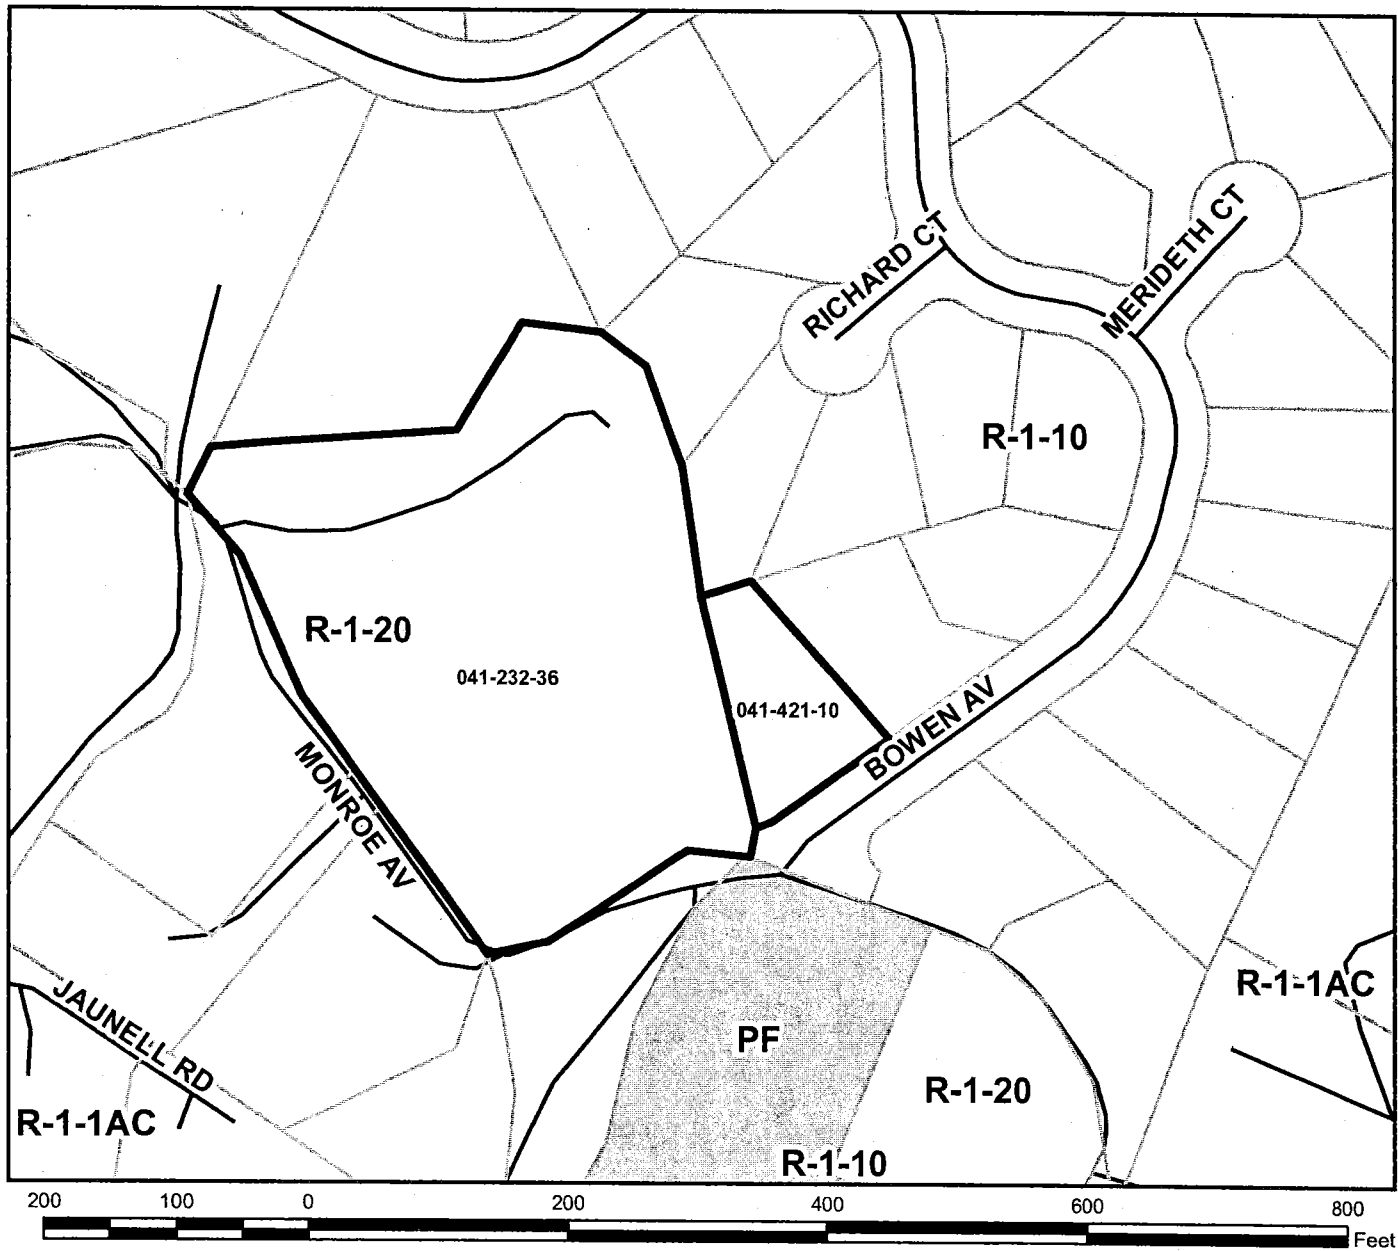 RICHARD CT
MERIDETH CT
R-1-10
R-1-20
041-232-36
041-421-10
BOWEN AV
MONROE AV
JAUNELL RD
R-1-1AC
PF
R-1-20
R-1-1AC
R-1-10
200 100 0 200 400 600 800
Feet